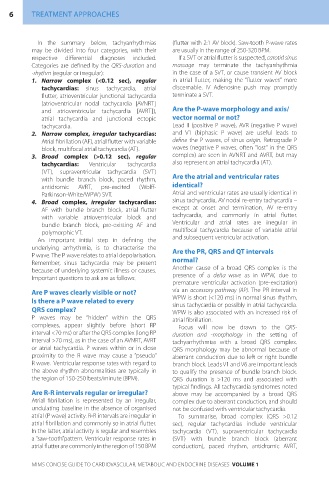 6 TREATMENT APPROACHES
In the summary below, tachyarrhythmias
may be divided into four categories, with their
respective differential diagnoses included.
Categories are defined by the QRS-duration and
-rhythm (regular or irregular).
1. Narrow complex (<0.12 sec), regular
tachycardias: sinus tachycardia, atrial
flutter, atrioventricular junctional tachycardia
(atrioventricular nodal tachycardia [AVNRT]
and atrioventricular tachycardia [AVRT]),
atrial tachycardia and junctional ectopic
tachycardia.
2. Narrow complex, irregular tachycardias:
Atrial fibrillation (AF), atrial flutter with variable
block, multifocal atrial tachycardia (AT).
3. Broad complex (>0.12 sec), regular
tachycardias: Ventricular tachycardia
(VT); supraventricular tachycardia (SVT)
with bundle branch block, paced rhythm,
antidromic AVRT, pre-excited (Wolff-
Parkinson-White/WPW) SVT.
4. Broad complex, irregular tachycardias:
AF with bundle branch block, atrial flutter
with variable atrioventricular block and
bundle branch block, pre-existing AF and
polymorphic VT.
An important initial step in defining the
underlying arrhythmia, is to characterise the
P wave. The P wave relates to atrial depolarisation.
Remember, sinus tachycardia may be present
because of underlying systemic illness or causes.
Important questions to ask are as follows:
Are P waves clearly visible or not?
Is there a P wave related to every
QRS complex?
P waves may be "hidden" within the QRS
complexes, appear slightly before (short RP
interval <70 ms) or after the QRS complex (long RP
interval >70 ms), as in the case of an AVNRT, AVRT
or atrial tachycardia. P waves within or in close
proximity to the R wave may cause a "pseudo"
R wave. Ventricular response rates with regard to
the above rhythm abnormalities are typically in
the region of 150-250 beats/minute (BPM).
Are R-R intervals regular or irregular?
Atrial fibrillation is represented by an irregular,
undulating baseline in the absence of organised
atrial (P wave) activity. R-R intervals are irregular in
atrial fibrillation and commonly so in atrial flutter.
In the latter, atrial activity is regular and resembles
a "saw-tooth" pattern. Ventricular response rates in
atrial flutter are commonly in the region of 150 BPM
(flutter with 2:1 AV block). Saw-tooth P-wave rates
are usually in the range of 250-320 BPM.
If a SVT or atrial flutter is suspected, carotid sinus
massage may terminate the tachyarrhythmia
in the case of a SVT, or cause transient AV block
in atrial flutter, making the "flutter waves" more
discernable. IV Adenosine push may promptly
terminate a SVT.
Are the P-wave morphology and axis/
vector normal or not?
Lead II (positive P wave), AVR (negative P wave)
and V1 (biphasic P wave) are useful leads to
define the P waves, of sinus origin. Retrograde P
waves (negative P waves, often "lost" in the QRS
complex) are seen in AVNRT and AVRT, but may
also represent an atrial tachycardia (AT).
Are the atrial and ventricular rates
identical?
Atrial and ventricular rates are usually identical in
sinus tachycardia, AV nodal re-entry tachycardia –
except at onset and termination, AV re-entry
tachycardia, and commonly in atrial flutter.
Ventricular and atrial rates are irregular in
multifocal tachycardia because of variable atrial
and subsequent ventricular activation.
Are the PR, QRS and QT intervals
normal?
Another cause of a broad QRS complex is the
presence of a delta wave as in WPW, due to
premature ventricular activation (pre-excitation)
via an accessory pathway (AP). The PR interval in
WPW is short (<120 ms) in normal sinus rhythm,
sinus tachycardia or possibly in atrial tachycardia.
WPW is also associated with an increased risk of
atrial fibrillation.
Focus will now be drawn to the QRS-
duration and morphology in the setting of
tachyarrhythmias with a broad QRS complex.
QRS morphology may be abnormal because of
aberrant conduction due to left or right bundle
branch block. Leads V1 and V6 are important leads
to qualify the presence of bundle branch block.
QRS duration is >120 ms and associated with
typical findings. All tachycardia syndromes noted
above may be accompanied by a broad QRS
complex due to aberrant conduction, and should
not be confused with ventricular tachycardia.
To summarise, broad complex (QRS >0.12
sec), regular tachycardias include ventricular
tachycardia (VT), supraventricular tachycardia
(SVT) with bundle branch block (aberrant
conduction), paced rhythm, antidromic AVRT,
MIMS CONCISE GUIDE TO CARDIOVASCULAR, METABOLIC AND ENDOCRINE DISEASES VOLUME 1